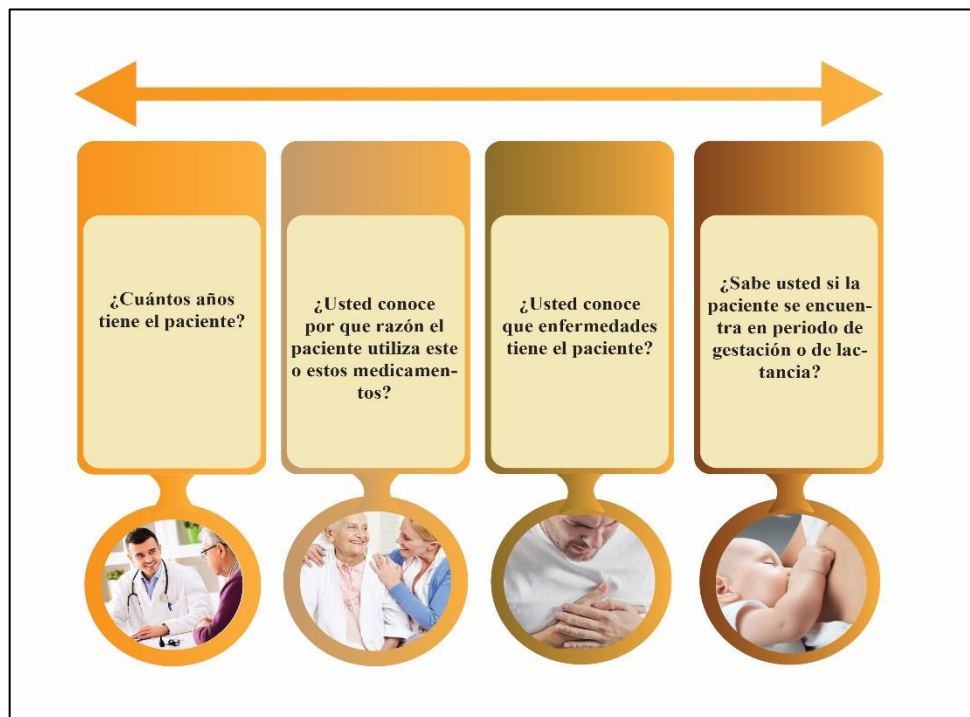 ¿Cuántos años
tiene el paciente?
¿Usted conoce
por que razón el
paciente utiliza este
o estos medicamen-
tos?
¿Usted conoce
que enfermedades
tiene el paciente?
¿Sabe usted si la
paciente se encuen-
tra en periodo de
gestación o de lac-
tancia?